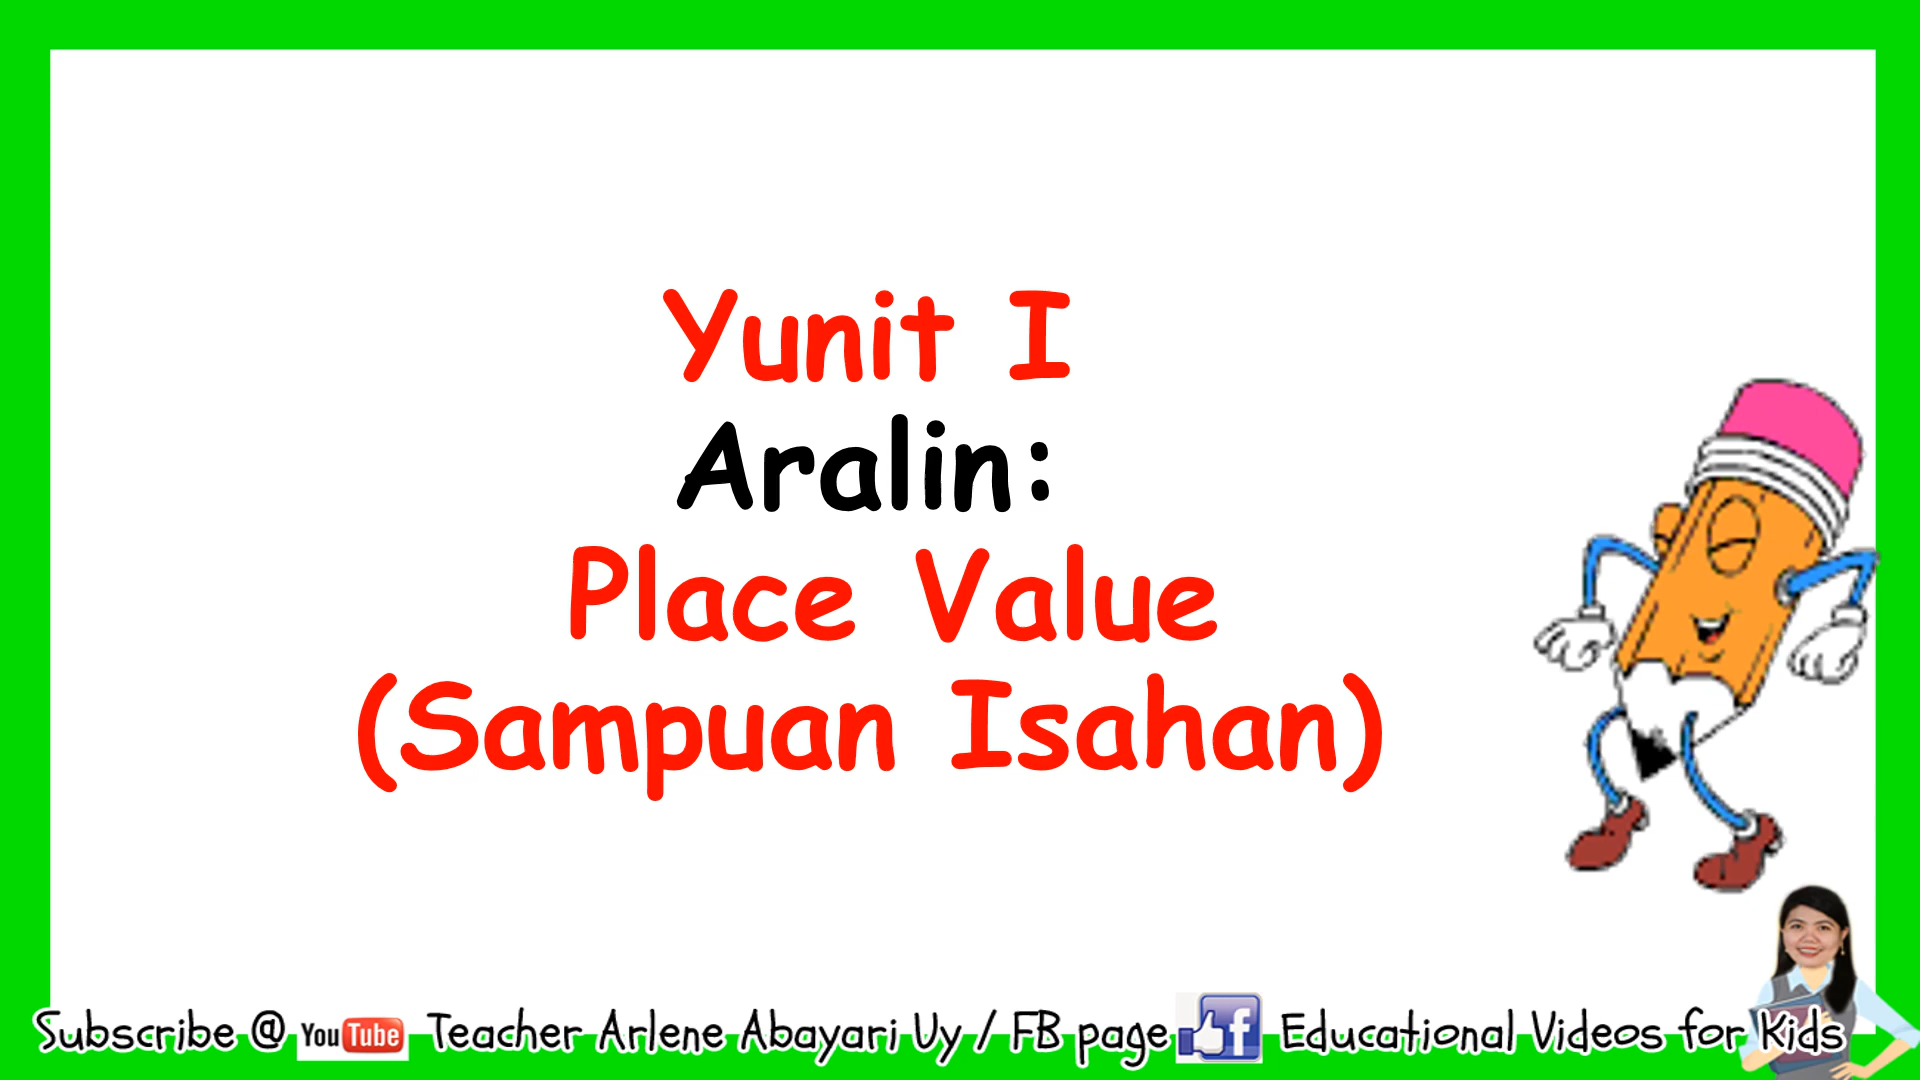 Yunit I
Aralin:
Place Value
(Sampuan Isahan)
Subscribe @ YouTube Teacher Arlene Abayari Uy / FB page f Educational Videos for Kids